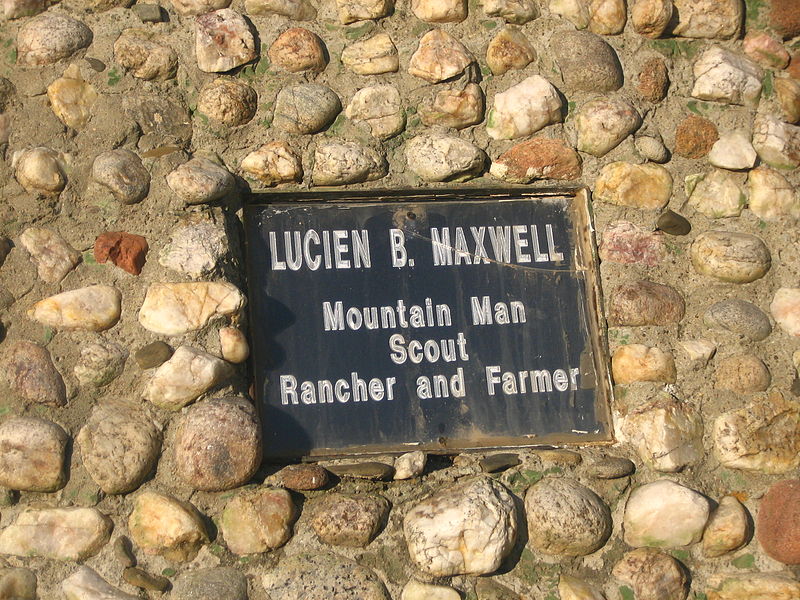 LUCIEN B. MAXWELL
Mountain Man
Scout
Rancher and Farmer